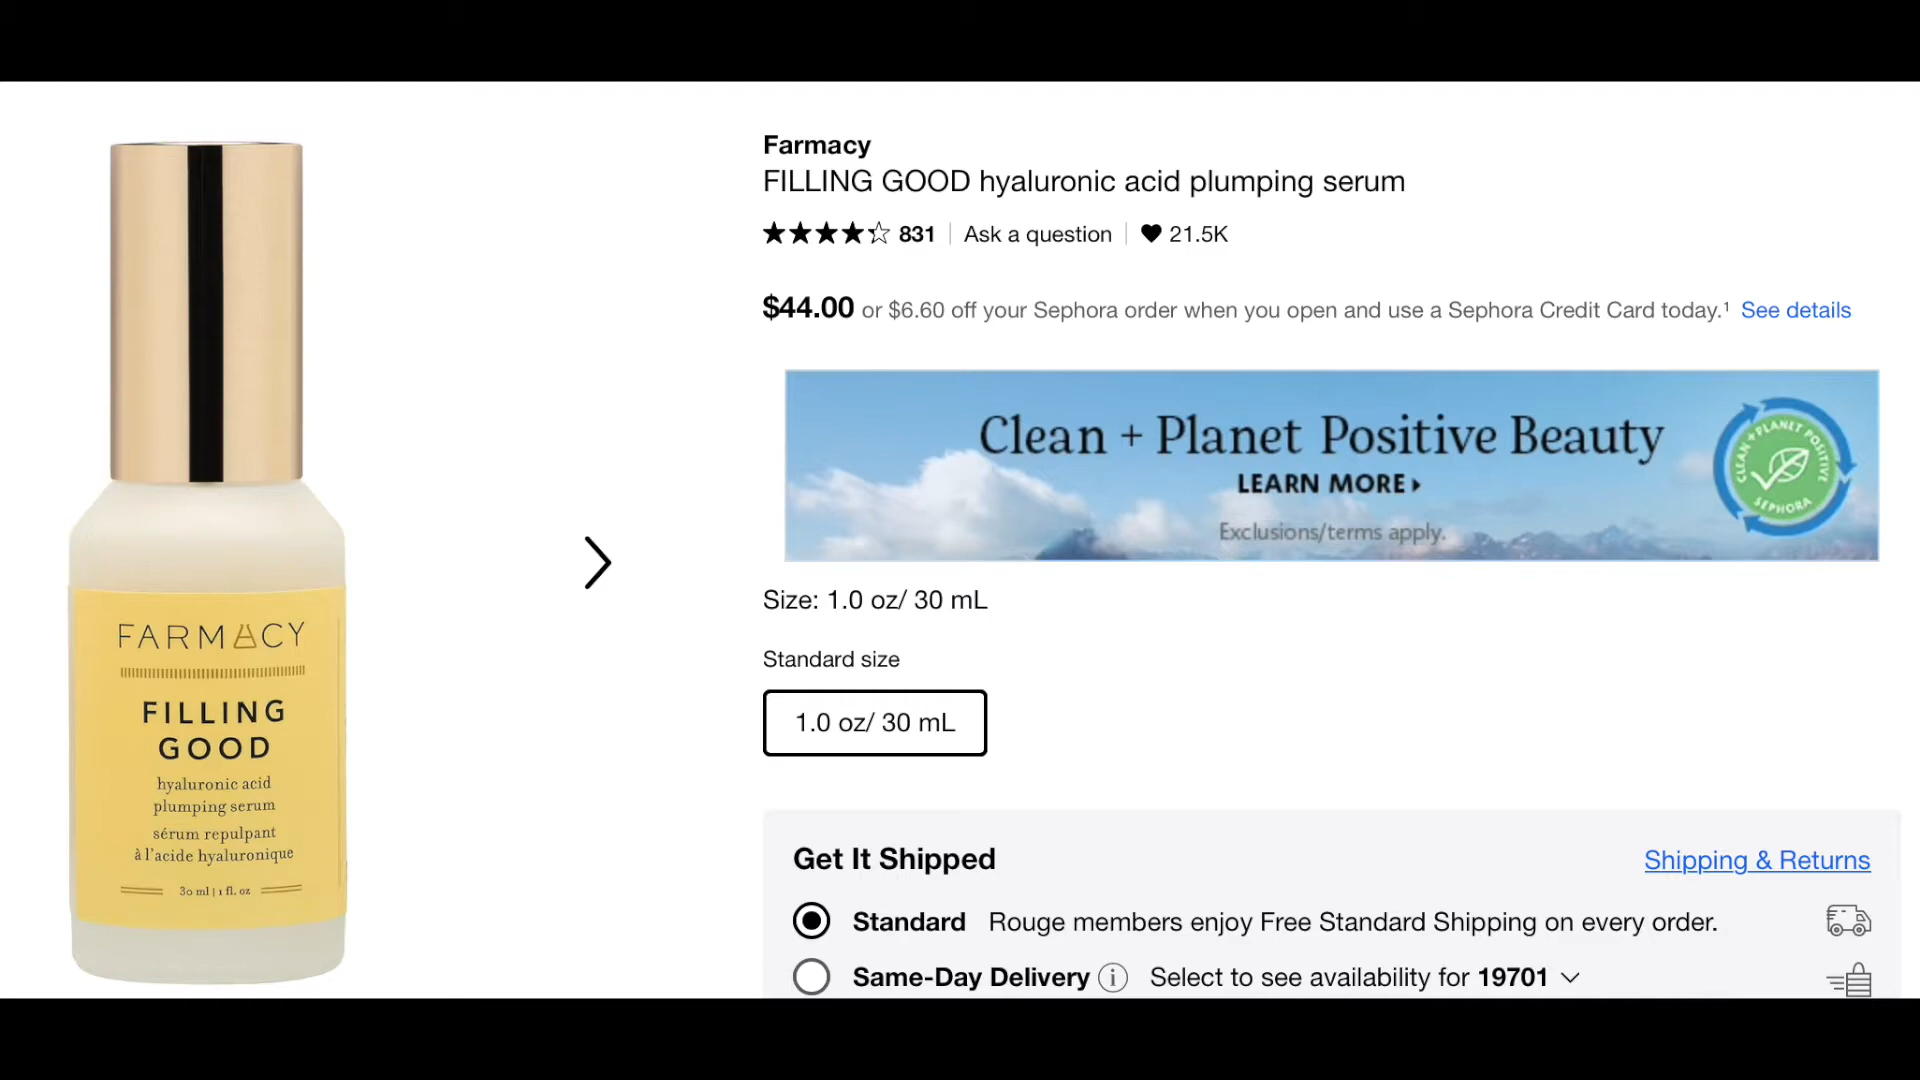 FARMACY
FILLING
GOOD
hyaluronic acid
plumping serum
sérum repulpant
à l'acide hyaluronique
30 ml | 1 fl. oz
Farmacy
FILLING GOOD hyaluronic acid plumping serum
831 Ask a question 21.5K
$44.00 or $6.60 off your Sephora order when you open and use a Sephora Credit Card today.¹ See details
Clean + Planet Positive Beauty
LEARN MORE
Exclusions/terms apply.
CLEAN + PLANET POSITIVE
SEPHORA
Size: 1.0 oz/ 30 mL
Standard size
1.0 oz/ 30 mL
Get It Shipped Shipping & Returns
Standard Rouge members enjoy Free Standard Shipping on every order.
Same-Day Delivery i Select to see availability for 19701